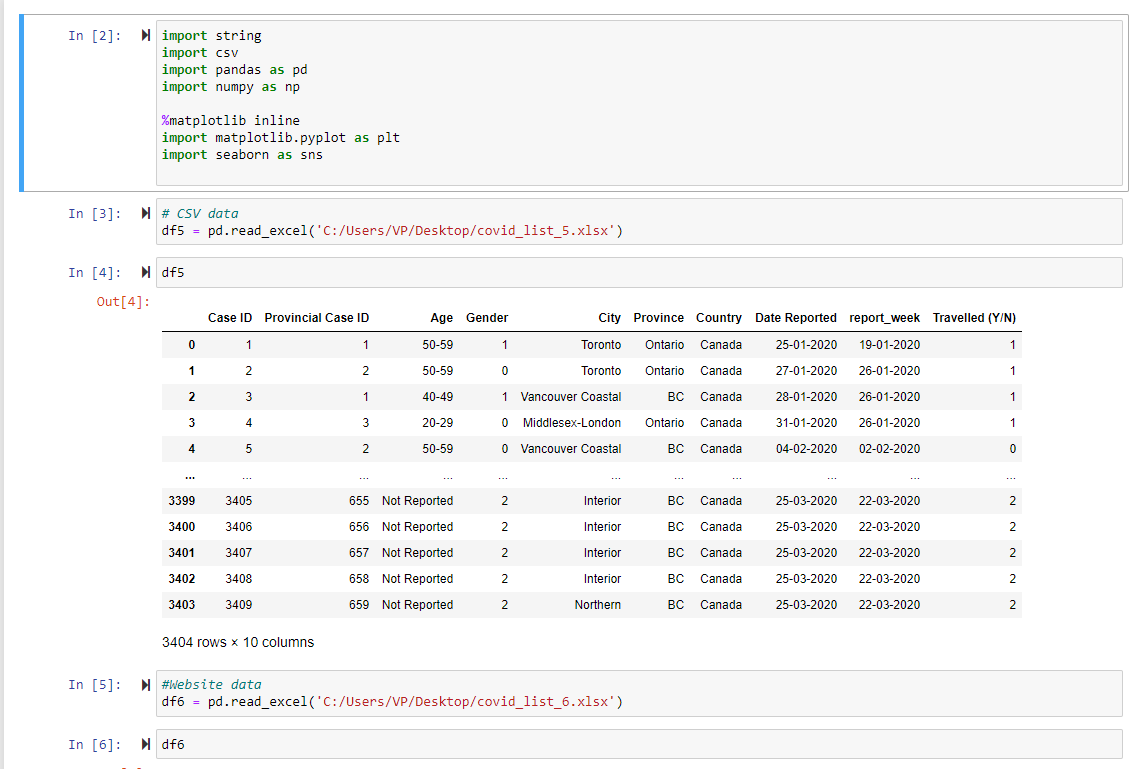 In [2]:
import string
import csv
import pandas as pd
import numpy as np
%matplotlib inline
import matplotlib.pyplot as plt
import seaborn as sns
In [3]:
# CSV data
df5 = pd.read_excel('C:/Users/VP/Desktop/covid_list_5.xlsx')
In [4]:
df5
Out[4]:
Case ID Provincial Case ID Age Gender City Province Country Date Reported report_week Travelled (Y/N)
0 1 1 50-59 1 Toronto Ontario Canada 25-01-2020 19-01-2020 1
1 2 2 50-59 0 Toronto Ontario Canada 27-01-2020 26-01-2020 1
2 3 1 40-49 1 Vancouver Coastal BC Canada 28-01-2020 26-01-2020 1
3 4 3 20-29 0 Middlesex-London Ontario Canada 31-01-2020 26-01-2020 1
4 5 2 50-59 0 Vancouver Coastal BC Canada 04-02-2020 02-02-2020 0
... ... ... ... ... ... ... ... ... ... ...
3399 3405 655 Not Reported 2 Interior BC Canada 25-03-2020 22-03-2020 2
3400 3406 656 Not Reported 2 Interior BC Canada 25-03-2020 22-03-2020 2
3401 3407 657 Not Reported 2 Interior BC Canada 25-03-2020 22-03-2020 2
3402 3408 658 Not Reported 2 Interior BC Canada 25-03-2020 22-03-2020 2
3403 3409 659 Not Reported 2 Northern BC Canada 25-03-2020 22-03-2020 2
3404 rows × 10 columns
In [5]:
#Website data
df6 = pd.read_excel('C:/Users/VP/Desktop/covid_list_6.xlsx')
In [6]:
df6